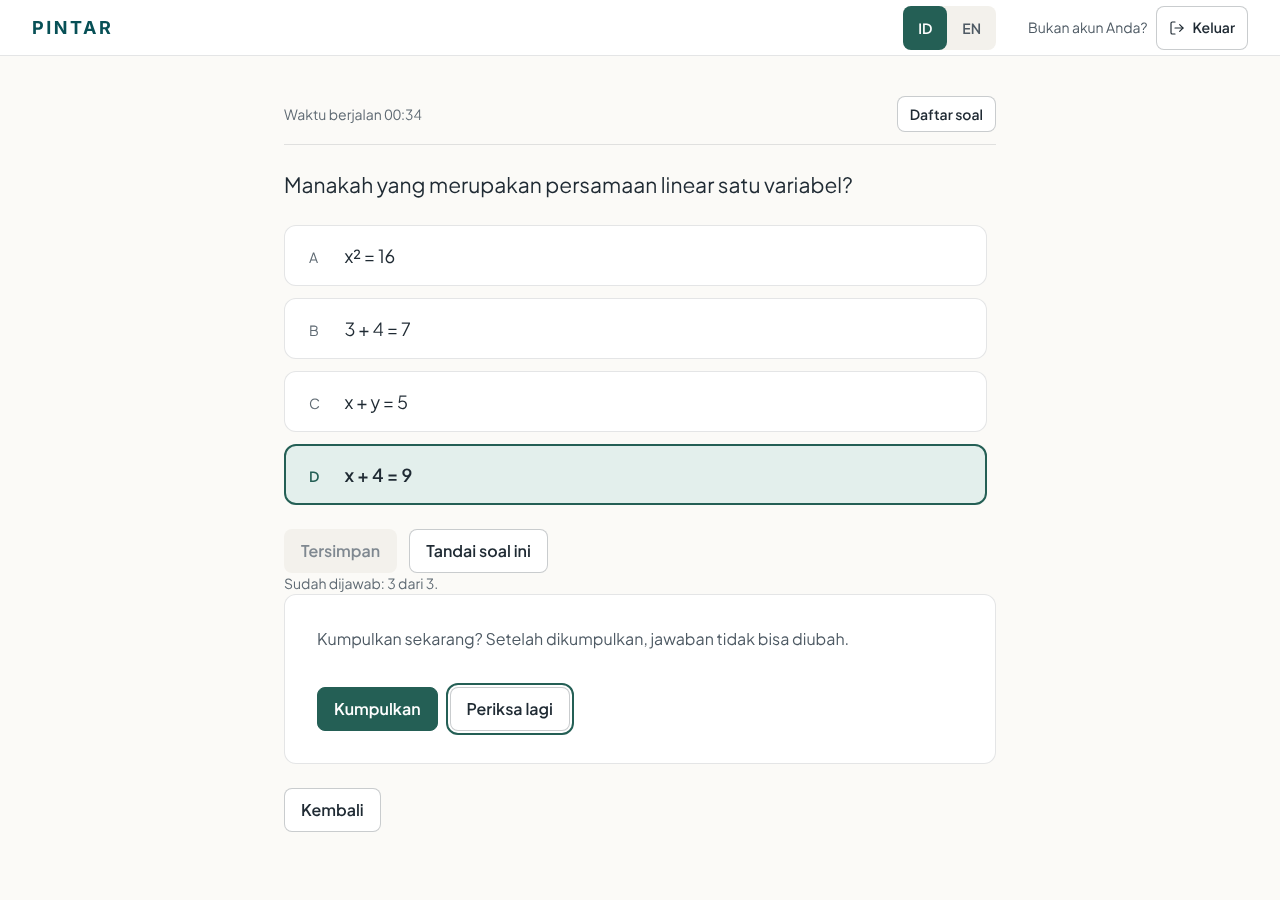 PINTAR
ID EN Bukan akun Anda? Keluar
Waktu berjalan 00:34 Daftar soal
Manakah yang merupakan persamaan linear satu variabel?
A x² = 16
B 3 + 4 = 7
C x + y = 5
D x + 4 = 9
Tersimpan Tandai soal ini
Sudah dijawab: 3 dari 3.
Kumpulkan sekarang? Setelah dikumpulkan, jawaban tidak bisa diubah.
Kumpulkan Periksa lagi
Kembali